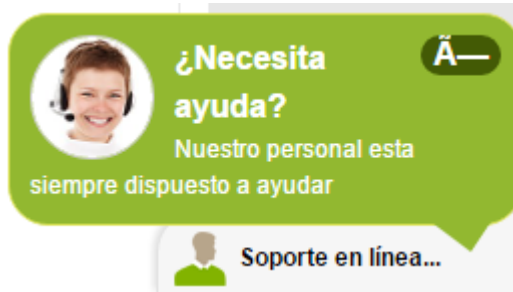 ¿Necesita
Ã—
ayuda?
Nuestro personal esta
siempre dispuesto a ayudar
Soporte en línea...